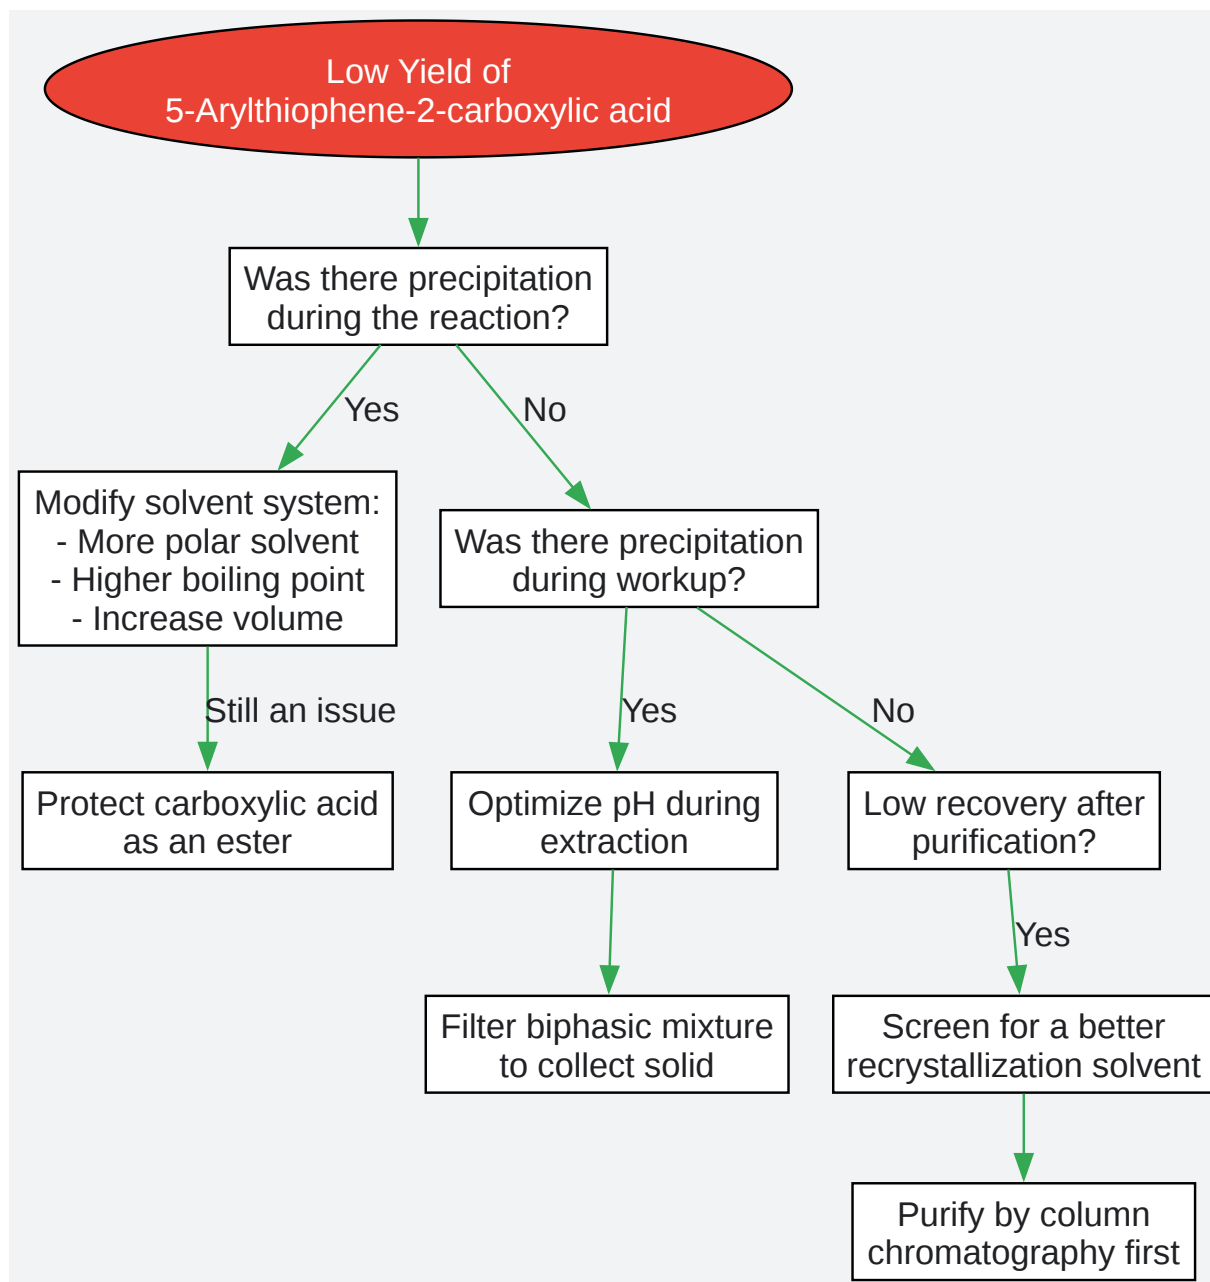 Low Yield of
5-Arylthiophene-2-carboxylic acid
Was there precipitation
during the reaction?
Yes
No
Modify solvent system:
- More polar solvent
- Higher boiling point
- Increase volume
Was there precipitation
during workup?
Still an issue
Yes
No
Protect carboxylic acid
as an ester
Optimize pH during
extraction
Low recovery after
purification?
Yes
Filter biphasic mixture
to collect solid
Screen for a better
recrystallization solvent
Purify by column
chromatography first